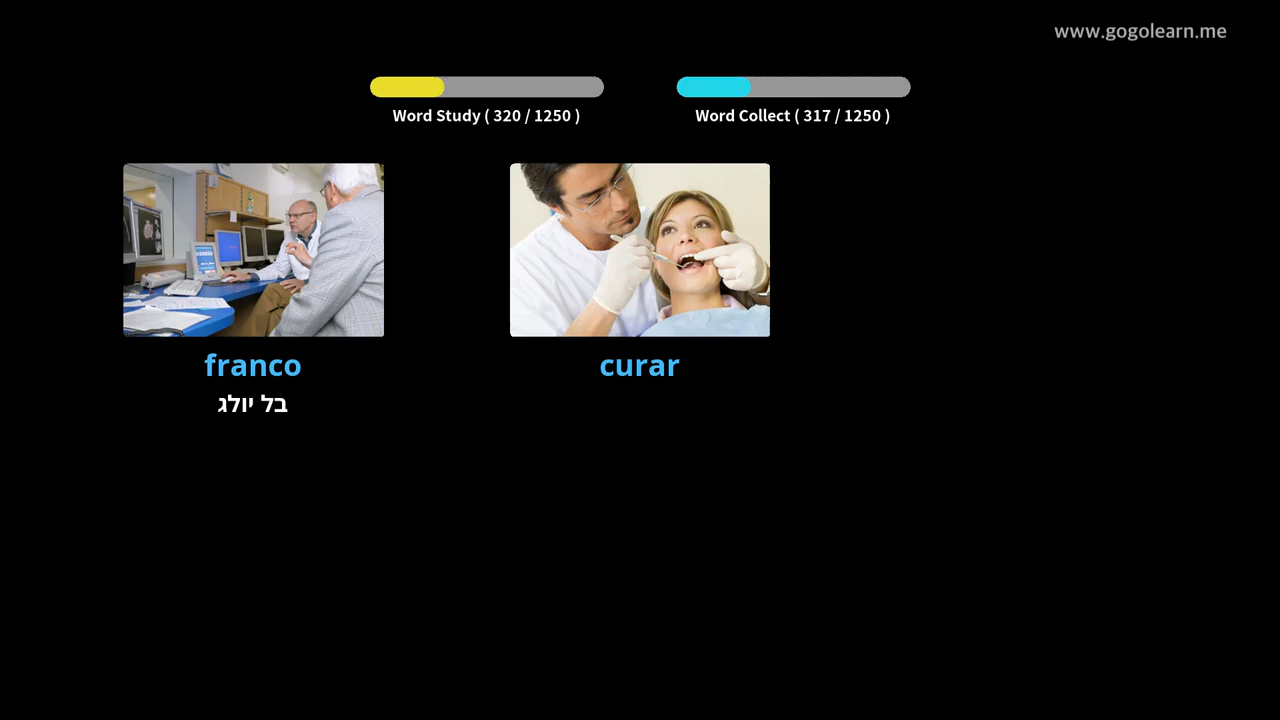 www.gogolearn.me
Word Study ( 320 / 1250 )
Word Collect ( 317 / 1250 )
franco
curar
בל יולג